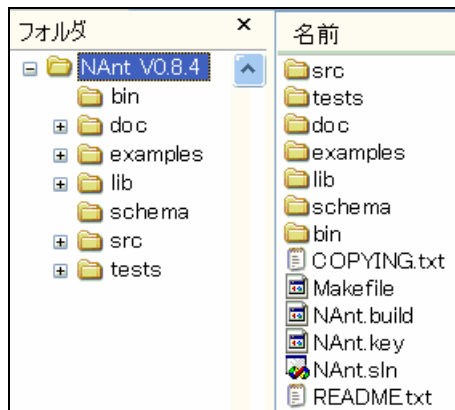 フォルダ
NAnt V0.8.4
bin
doc
examples
lib
schema
src
tests
名前
src
tests
doc
examples
lib
schema
bin
COPYING.txt
Makefile
NAnt.build
NAnt.key
NAnt.sln
README.txt